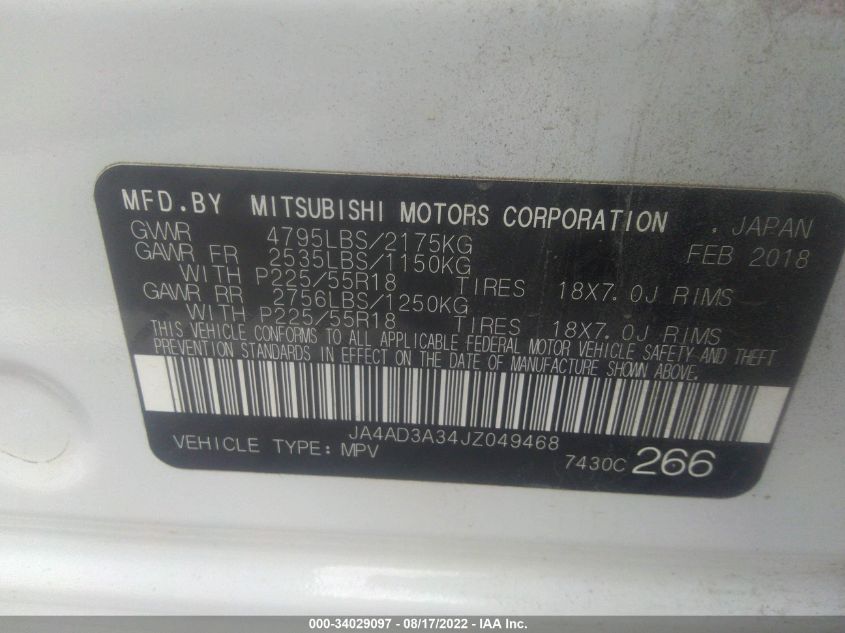 MFD.BY MITSUBISHI MOTORS CORPORATION . JAPAN
GVWR 4795LBS/2175KG FEB 2018
GAWR FR 2535LBS/1150KG
WITH P225/55R18 TIRES 18X7.0J RIMS
GAWR RR 2756LBS/1250KG
WITH P225/55R18 TIRES 18X7.0J RIMS
THIS VEHICLE CONFORMS TO ALL APPLICABLE FEDERAL MOTOR VEHICLE SAFETY AND THEFT
PREVENTION STANDARDS IN EFFECT ON THE DATE OF MANUFACTURE SHOWN ABOVE.
JA4AD3A34JZ049468
VEHICLE TYPE: MPV 7430C 266
000-34029097 - 08/17/2022 - IAA Inc.